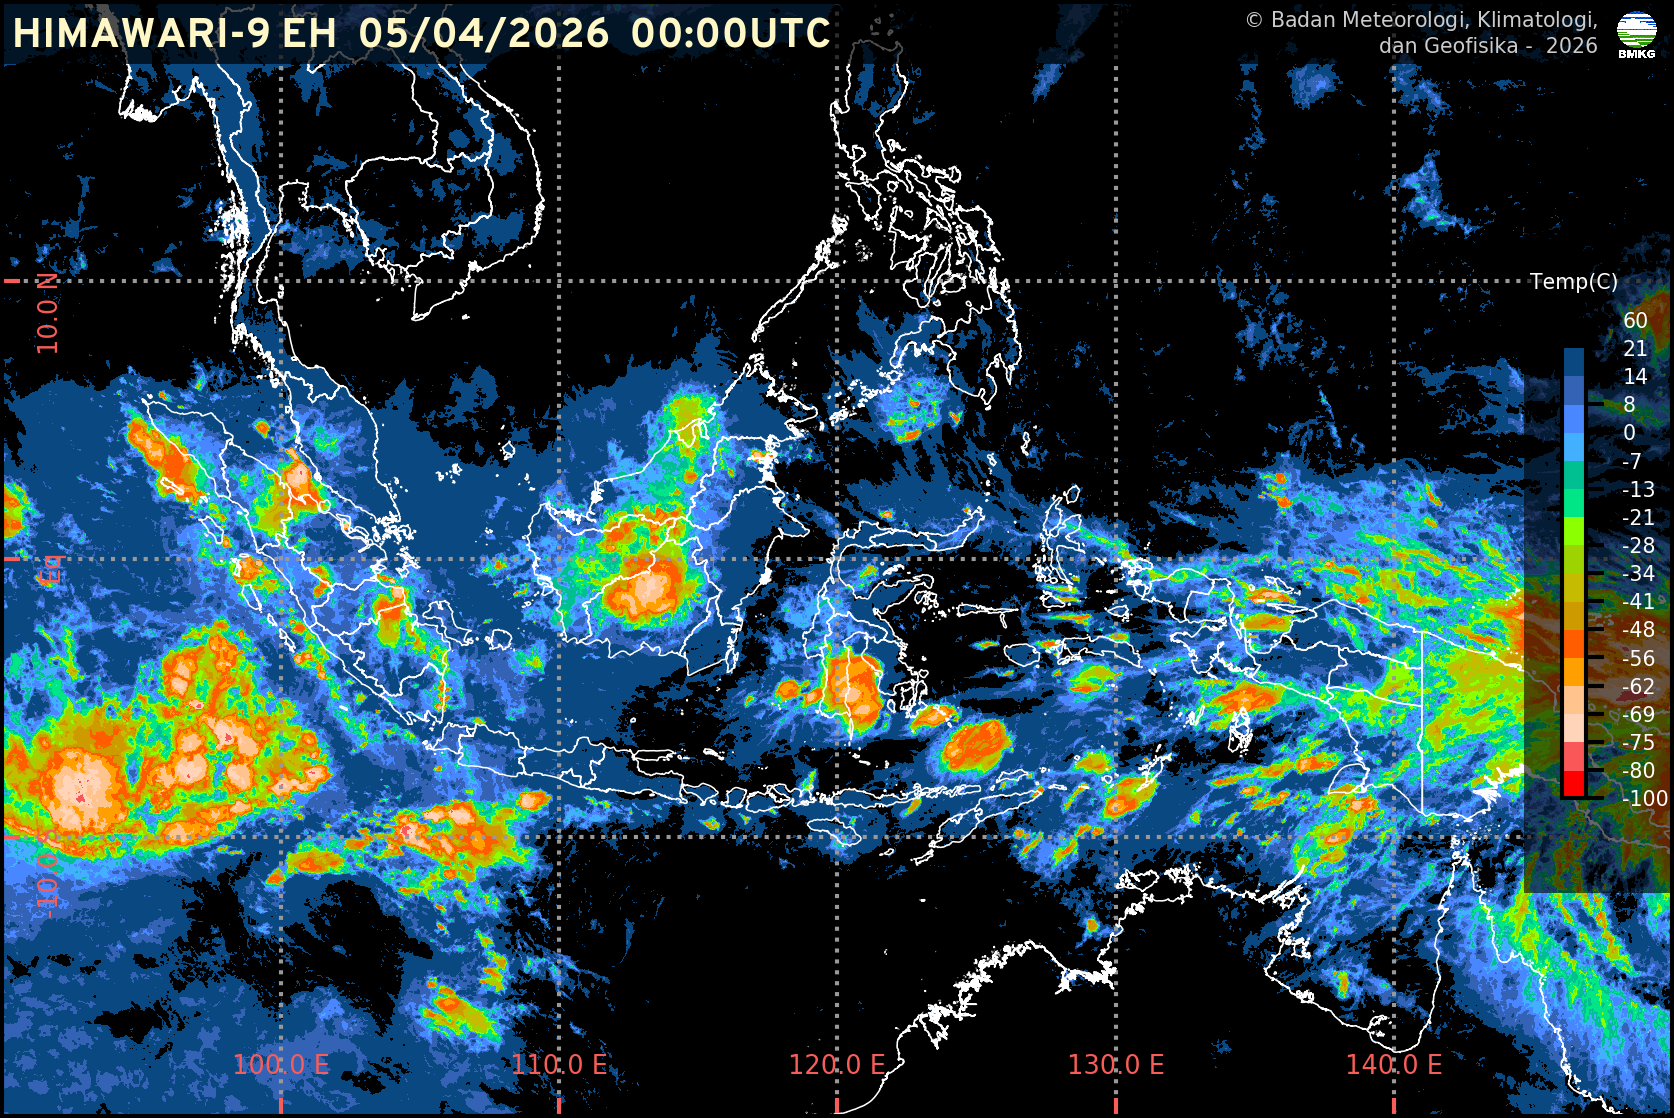 HIMAWARI-9 EH 05/04/2026 00:00UTC
© Badan Meteorologi, Klimatologi,
dan Geofisika - 2026
BMKG
10.0 N
Eq
-10.0 S
Temp(C)
60
21
14
8
0
-7
-13
-21
-28
-34
-41
-48
-56
-62
-69
-75
-80
-100
100.0 E
110.0 E
120.0 E
130.0 E
140.0 E